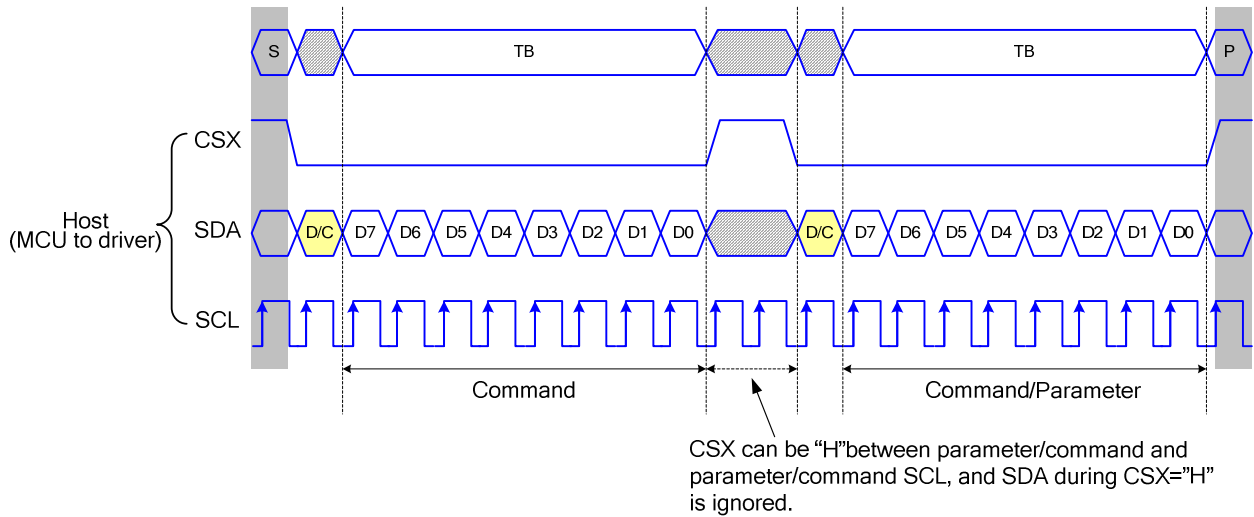 S TB TB P
CSX
Host
(MCU to driver)
SDA D/C D7 D6 D5 D4 D3 D2 D1 D0 D/C D7 D6 D5 D4 D3 D2 D1 D0
SCL
Command Command/Parameter
CSX can be “H”between parameter/command and
parameter/command SCL, and SDA during CSX=”H”
is ignored.